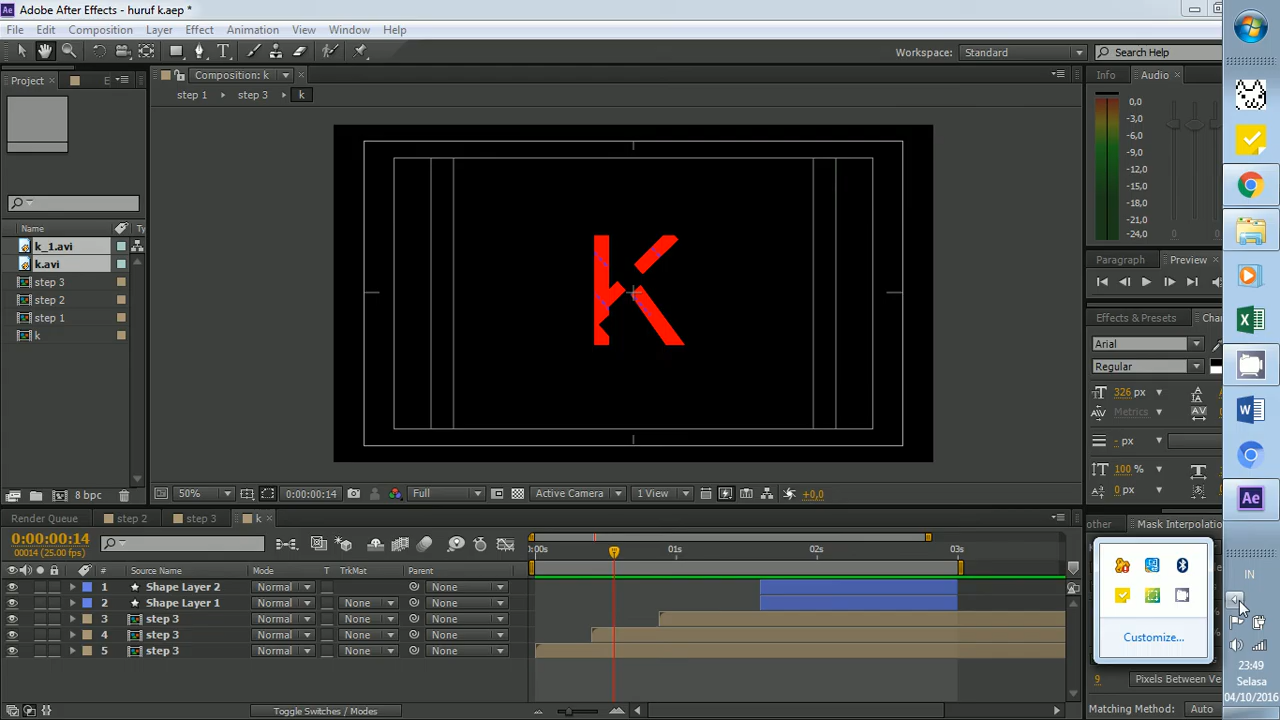 Adobe After Effects - huruf k.aep *
File Edit Composition Layer Effect Animation View Window Help
Workspace: Standard Search Help
Project E Composition: k Info Audio
step 1 step 3 k
0,0
-3,0
-6,0
-9,0
-12,0
-15,0
-18,0
-21,0
-24,0
K
Name Ty
k_1.avi
k.avi
step 3
step 2
step 1
k
Paragraph Preview
Effects & Presets
Arial
Regular
326 px
Metrics
- px
100 %
0 px
8 bpc
50% 0:00:00:14 Full Active Camera 1 View +0,0
Render Queue step 2 step 3 k
other Mask Interpolatio
0:00:00:14
00014 (25.00 fps)
01s 02s 03s
# Source Name Mode T TrkMat Parent
1 Shape Layer 2 Normal None
2 Shape Layer 1 Normal None None
3 step 3 Normal None None
4 step 3 Normal None None
5 step 3 Normal None None
Toggle Switches / Modes
Customize...
IN
9 Pixels Between Ve
Matching Method: Auto
23:49
Selasa
04/10/2016
Ae